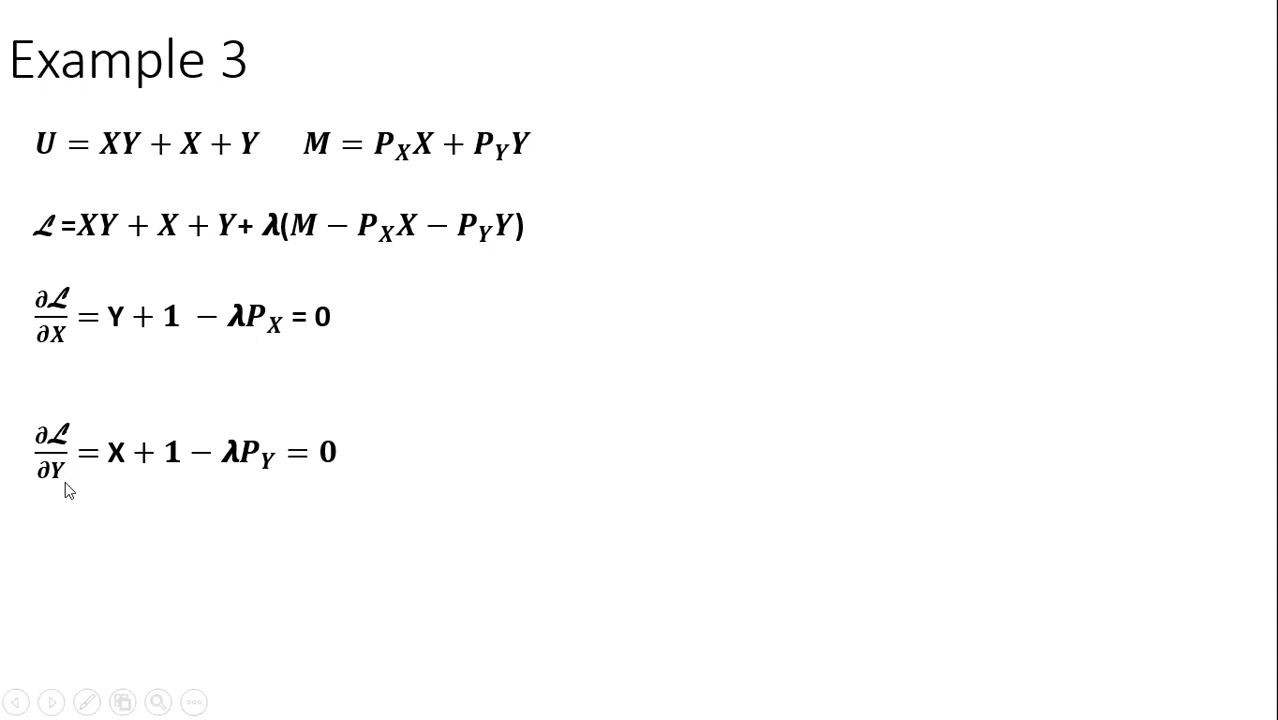 Example 3
U = XY + X + Y M = P_X X + P_Y Y
ℒ =XY + X + Y+ λ(M − P_X X − P_Y Y)
∂ℒ/∂X = Y + 1 − λP_X = 0
∂ℒ/∂Y = X + 1 − λP_Y = 0